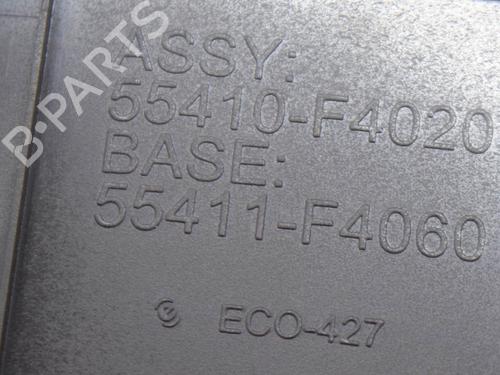 B-PARTS
ASSY:
55410-F4020
BASE:
55411-F4060
e ECO-427